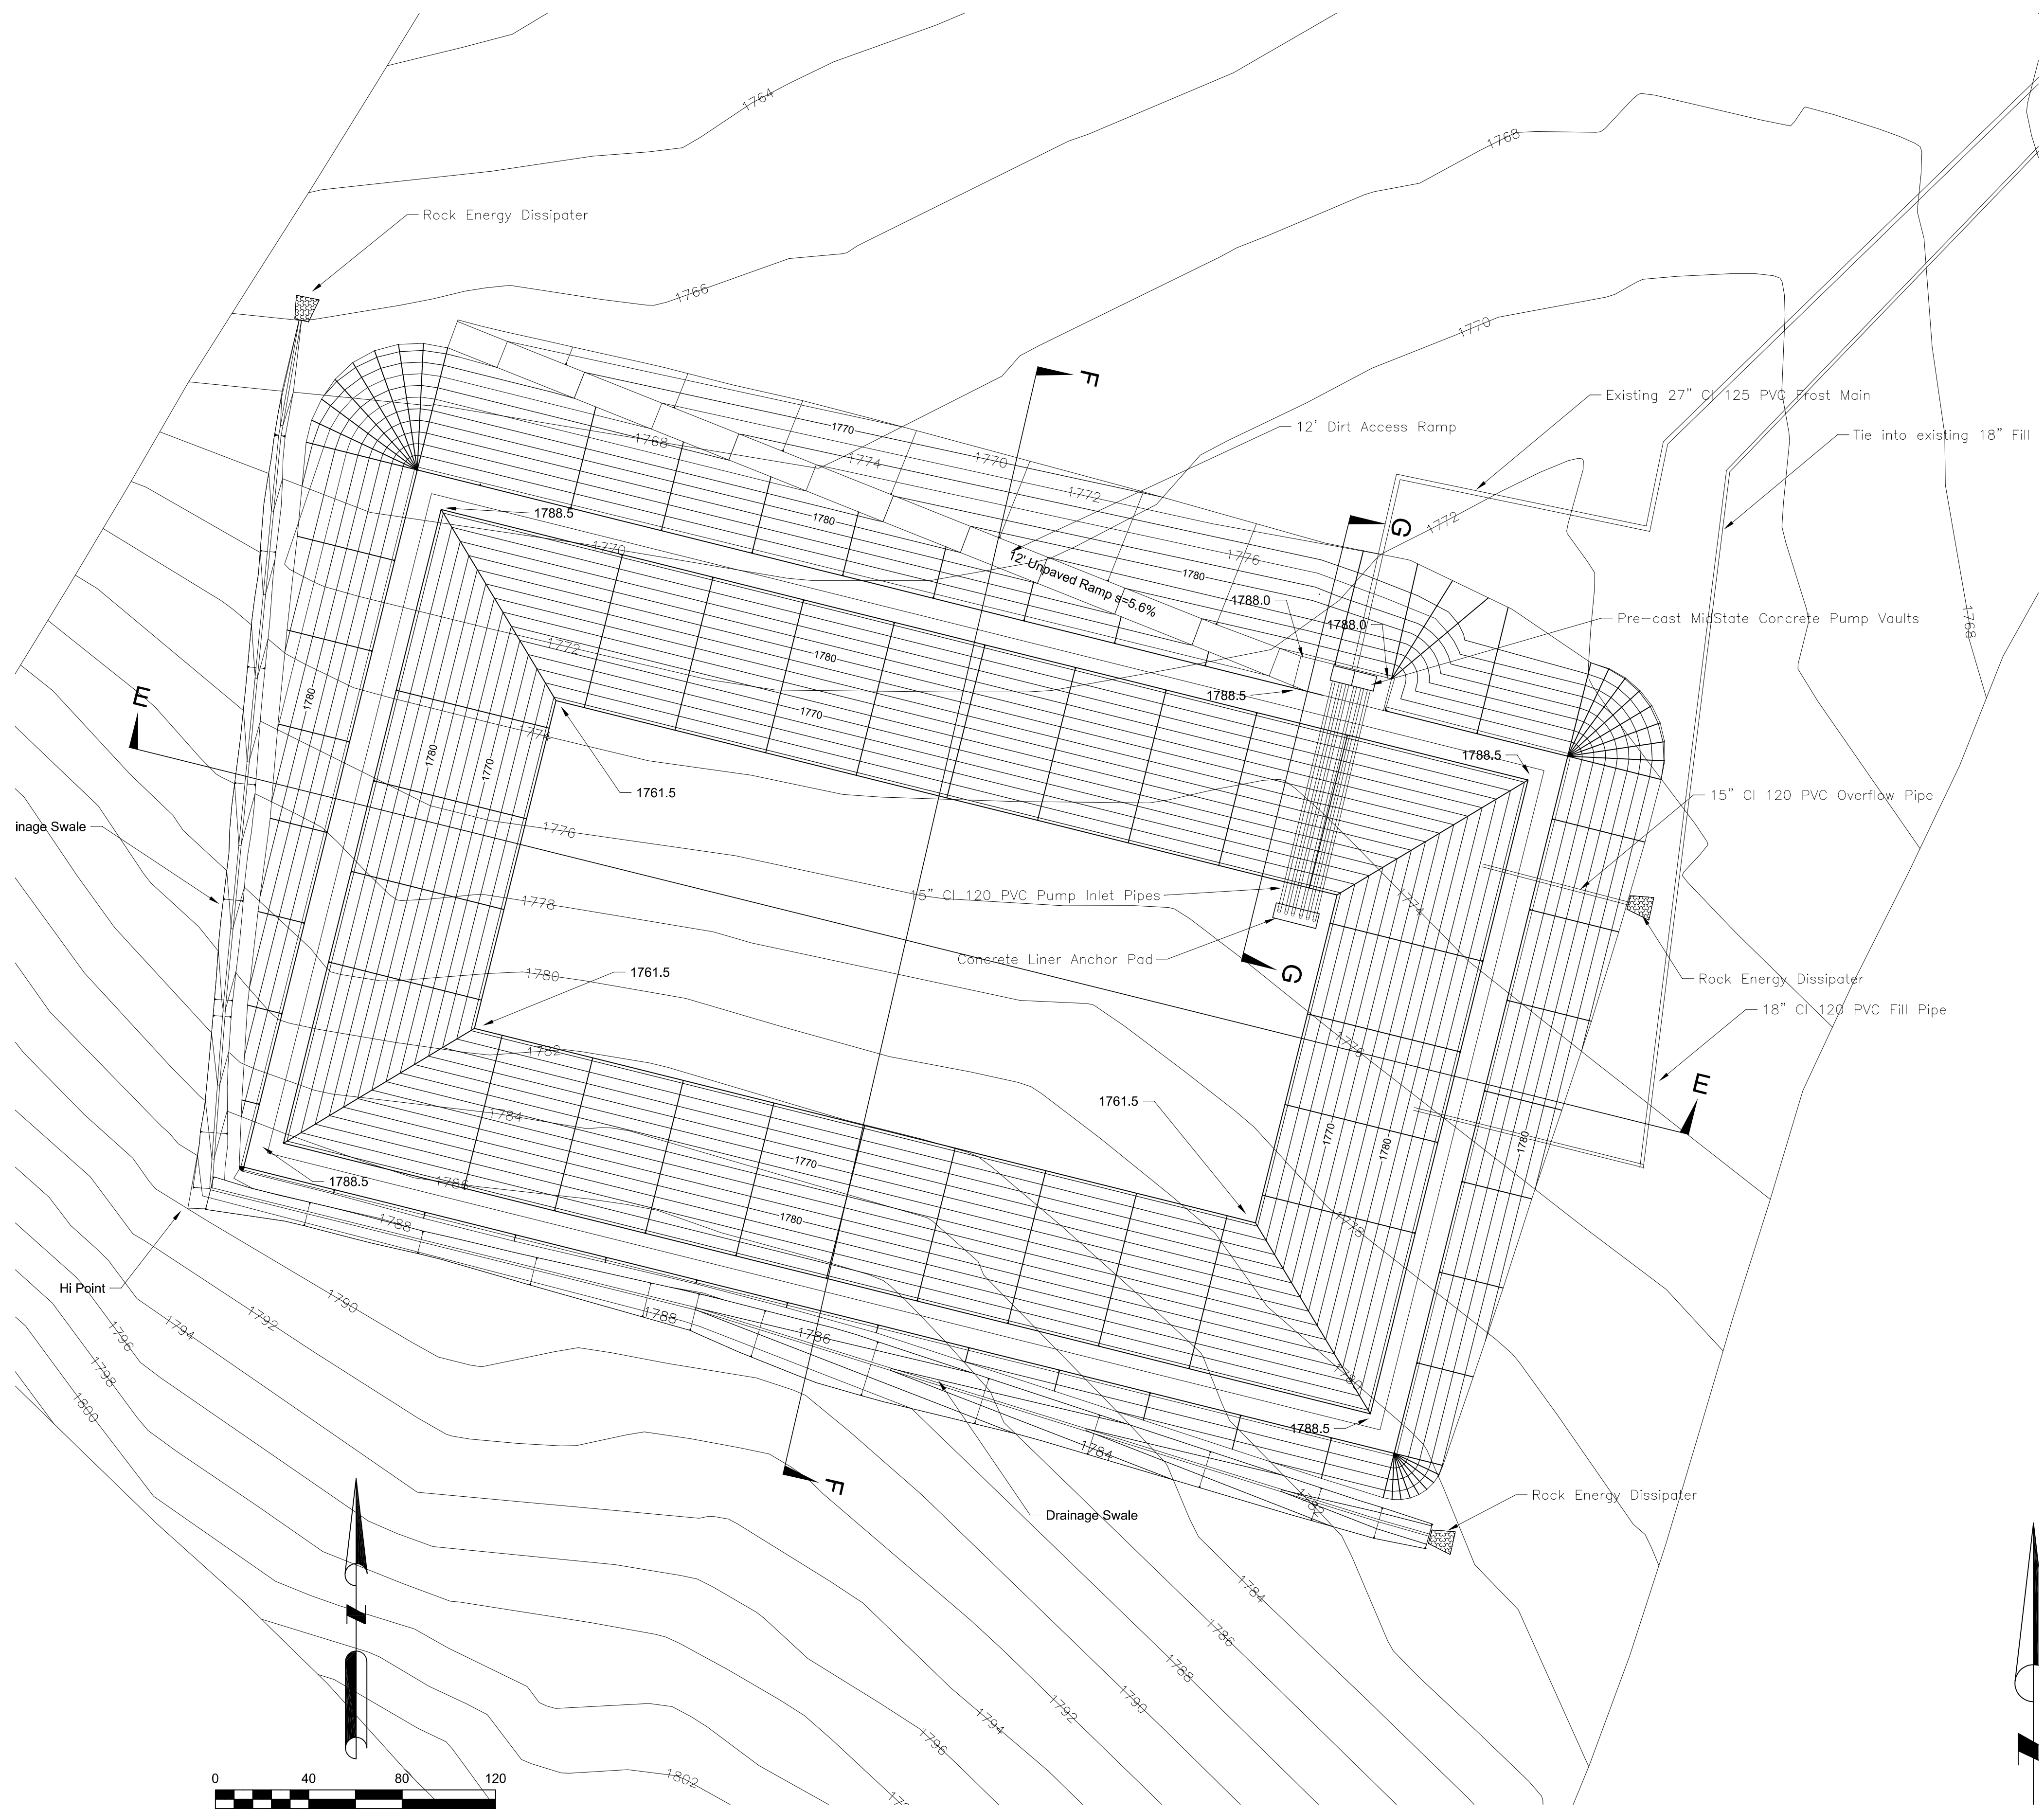 1764
1768
Rock Energy Dissipater
1766
1770
F
Existing 27" Cl 125 PVC Frost Main
12' Dirt Access Ramp
1770
1768
1774
1770
Tie into existing 18" Fill
1772
1788.5
1780
G
1772
1770
1776
12' Unpaved Ramp s=5.6%
1780
1788.0
1788.0
1768
Pre-cast MidState Concrete Pump Vaults
1772
1780
E
1780
1788.5
1770
1774
1780
1770
1788.5
1761.5
15" Cl 120 PVC Overflow Pipe
inage Swale
1776
15" Cl 120 PVC Pump Inlet Pipes
1778
1774
Concrete Liner Anchor Pad
G
1761.5
1780
Rock Energy Dissipater
18" Cl 120 PVC Fill Pipe
1782
1776
E
1761.5
1784
1770
1780
1780
1770
1788.5
1786
1788
1780
1778
Hi Point
1790
1788
1786
1792
1794
1796
1798
1800
1780
1788.5
1784
F
1782
Rock Energy Dissipater
Drainage Swale
1784
1786
1788
1790
1792
1794
1796
1802
N
N
0 40 80 120